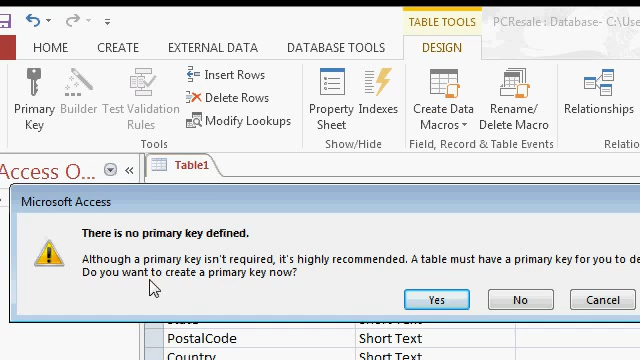 TABLE TOOLS
PCResale : Database- C:\Use
HOME CREATE EXTERNAL DATA DATABASE TOOLS DESIGN
Primary Key
Builder
Test Validation Rules
Insert Rows
Delete Rows
Modify Lookups
Property Sheet
Indexes
Create Data Macros
Rename/ Delete Macro
Relationships
Tools
Show/Hide
Field, Record & Table Events
Relatio
Access O...
Table1
Microsoft Access
There is no primary key defined.
Although a primary key isn't required, it's highly recommended. A table must have a primary key for you to de
Do you want to create a primary key now?
Yes No Cancel
PostalCode Short Text
Country Short Text